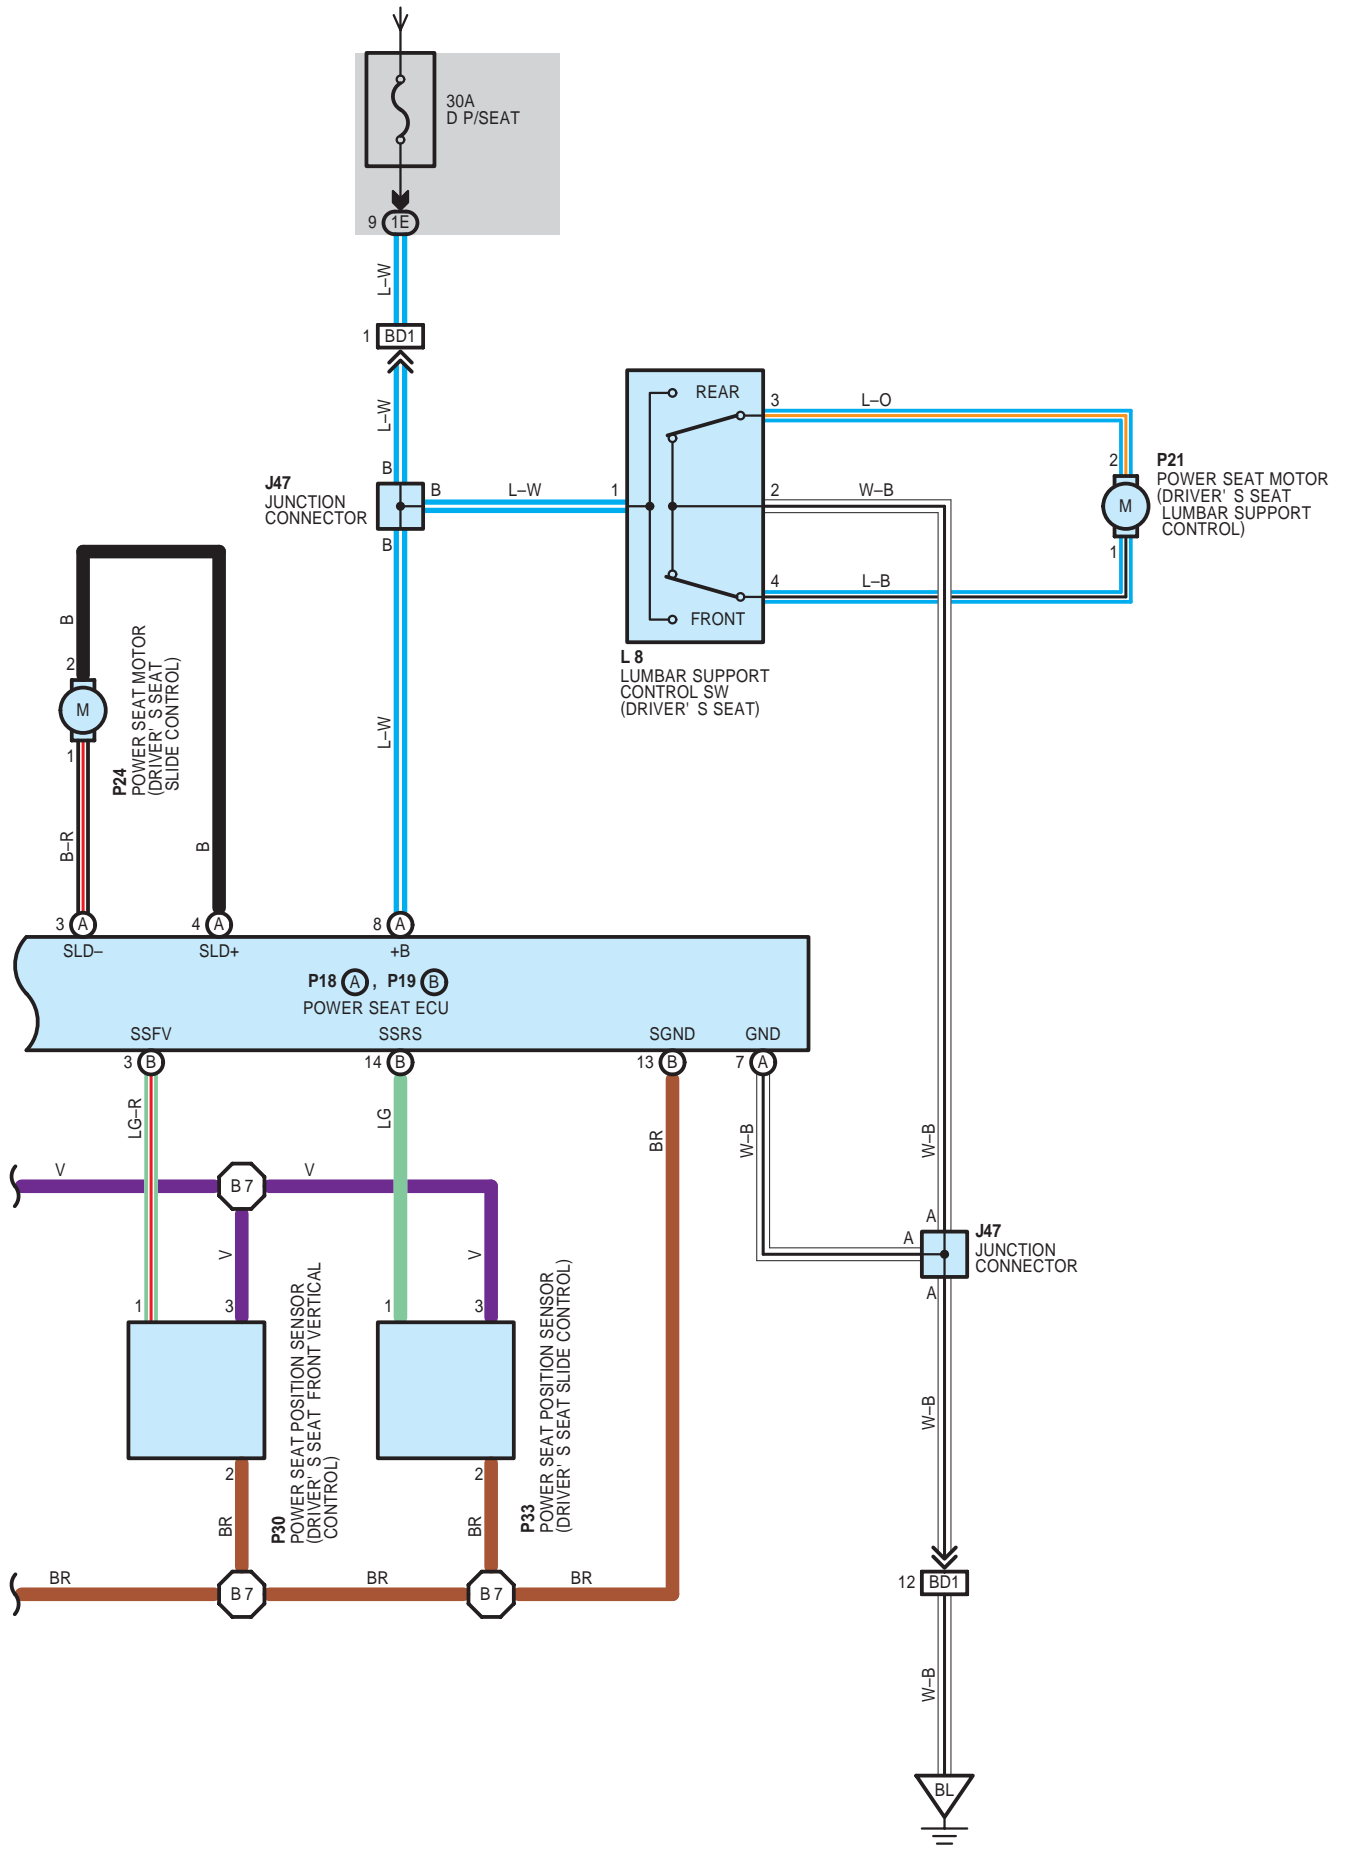 30A
D P/SEAT
9 1E
L–W
1 BD1
L–W
B
J47
JUNCTION
CONNECTOR
B
L–W
1
B
REAR
FRONT
3
L–O
2
W–B
4
L–B
L 8
LUMBAR SUPPORT
CONTROL SW
(DRIVER' S SEAT)
2
M
1
P21
POWER SEAT MOTOR
(DRIVER' S SEAT
LUMBAR SUPPORT
CONTROL)
B
2
M
1
B–R
P24
POWER SEAT MOTOR
(DRIVER' S SEAT
SLIDE CONTROL)
B
L–W
3 A
4 A
8 A
SLD–
SLD+
+B
P18 A , P19 B
POWER SEAT ECU
SSFV
SSRS
SGND
GND
3 B
14 B
13 B
7 A
LG–R
LG
BR
W–B
W–B
V
B 7
V
V
V
1
3
1
3
A
A
A
J47
JUNCTION
CONNECTOR
P30
POWER SEAT POSITION SENSOR
(DRIVER' S SEAT FRONT VERTICAL
CONTROL)
P33
POWER SEAT POSITION SENSOR
(DRIVER' S SEAT SLIDE CONTROL)
W–B
2
BR
2
BR
BR
B 7
BR
B 7
BR
12 BD1
W–B
BL